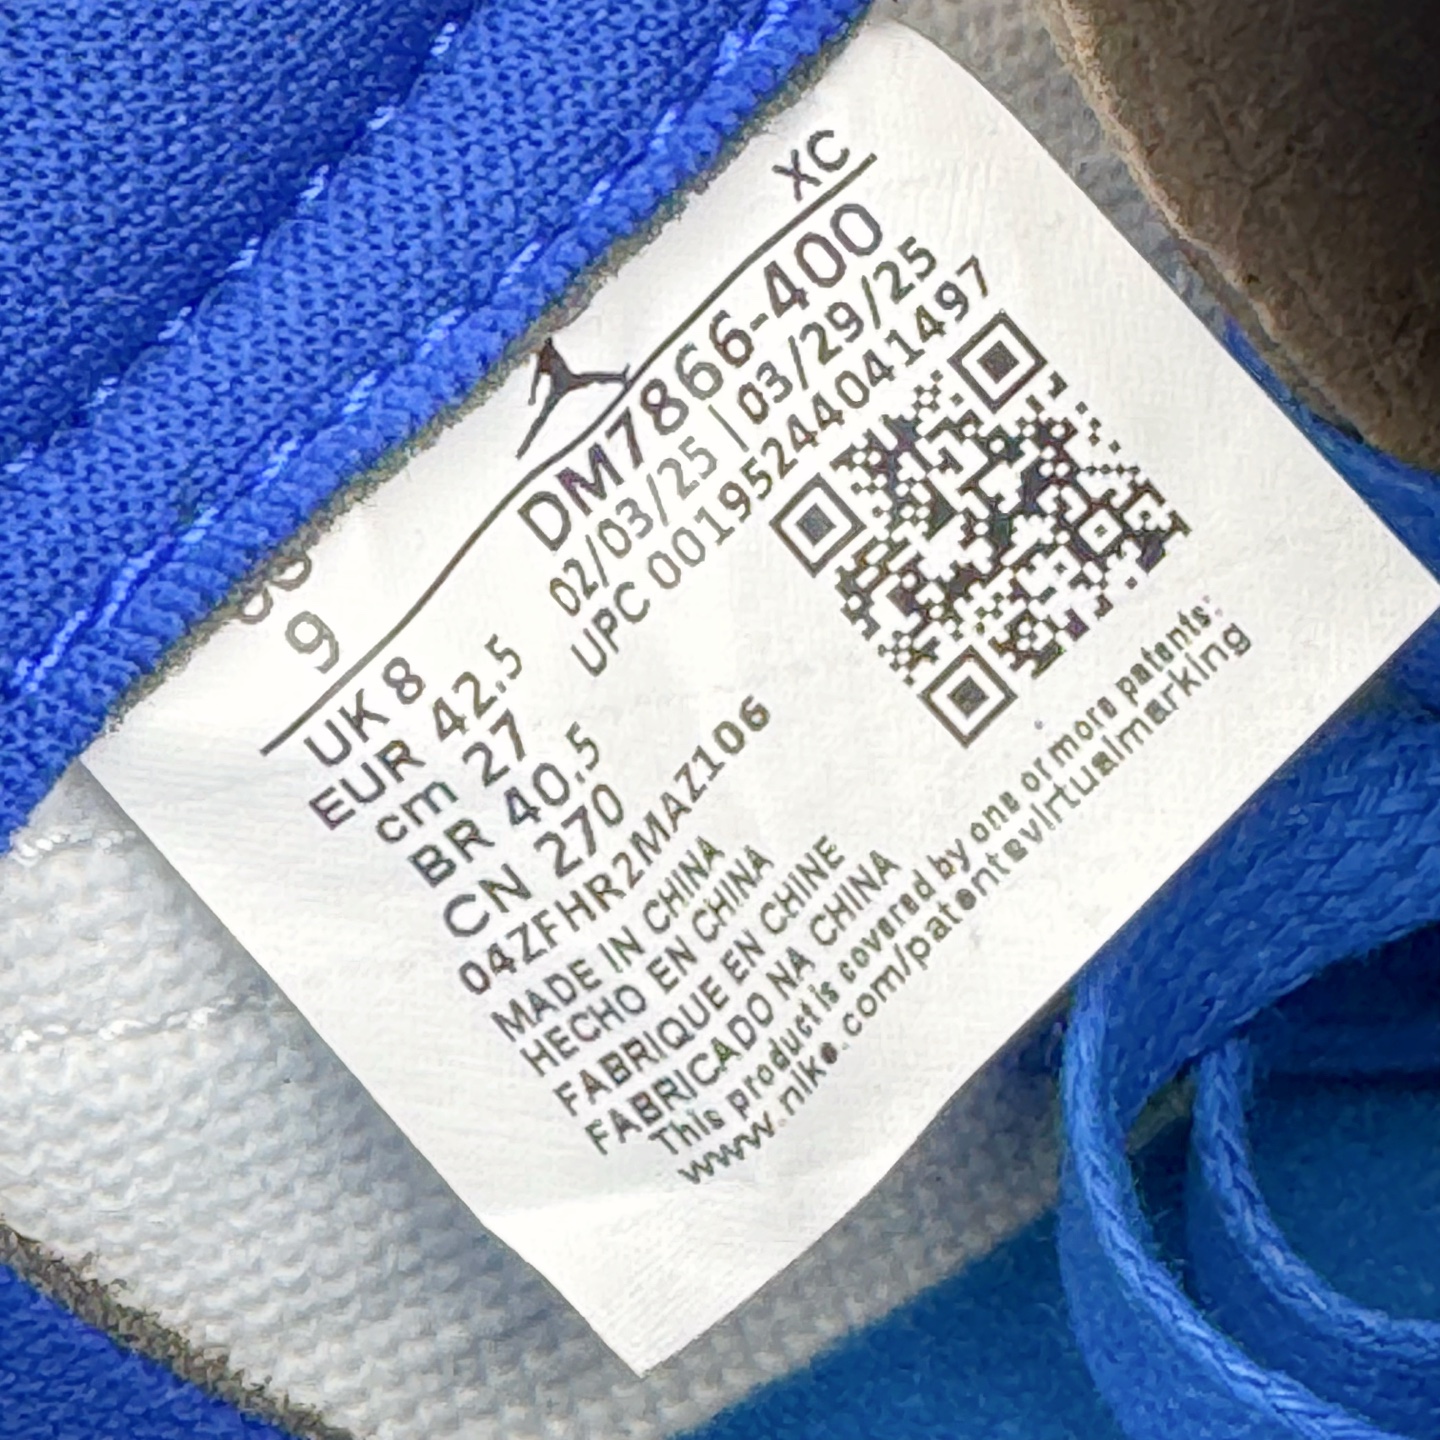 XC
9
UK 8
EUR 42.5
cm 27
BR 40.5
CN 270
DM7866-400
02/03/25 | 03/29/25
UPC 00195244041497
04ZFHR2MAZ106
MADE IN CHINA
HECHO EN CHINA
FABRIQUE EN CHINE
FABRICADO NA CHINA
This product is covered by one or more patents:
www.nike.com/patentsvirtualmarking